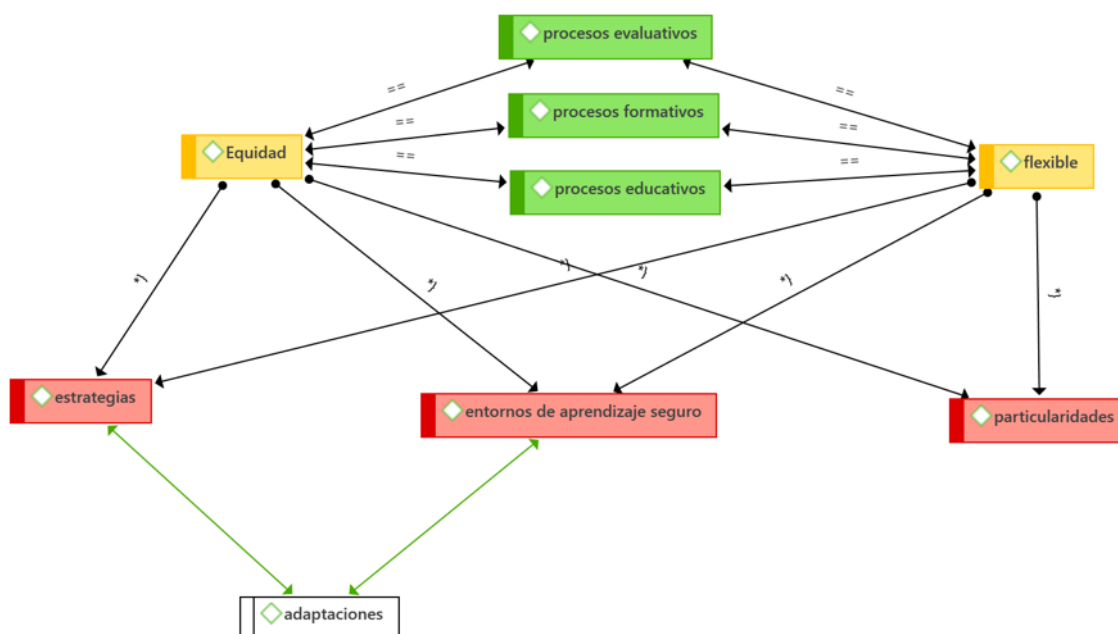 procesos evaluativos
==
==
procesos formativos
==
==
Equidad
flexible
==
==
procesos educativos
*}
*}
*}
*}
*}
*}
estrategias
entornos de aprendizaje seguro
particularidades
adaptaciones